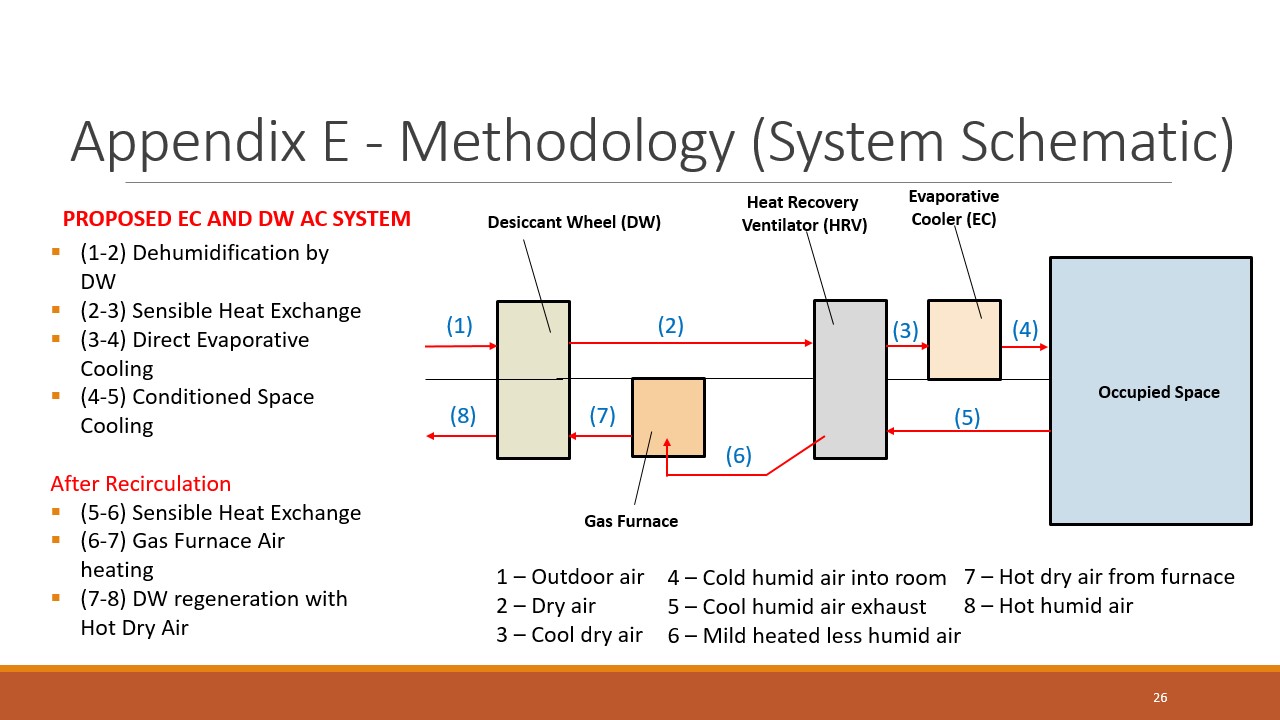 Appendix E - Methodology (System Schematic)
PROPOSED EC AND DW AC SYSTEM
(1-2) Dehumidification by
DW
(2-3) Sensible Heat Exchange
(3-4) Direct Evaporative
Cooling
(4-5) Conditioned Space
Cooling
After Recirculation
(5-6) Sensible Heat Exchange
(6-7) Gas Furnace Air
heating
(7-8) DW regeneration with
Hot Dry Air
Desiccant Wheel (DW)
Heat Recovery
Ventilator (HRV)
Evaporative
Cooler (EC)
(1)
(2)
(3)
(4)
Occupied Space
(8)
(7)
(6)
(5)
Gas Furnace
1 – Outdoor air
2 – Dry air
3 – Cool dry air
4 – Cold humid air into room
5 – Cool humid air exhaust
6 – Mild heated less humid air
7 – Hot dry air from furnace
8 – Hot humid air
26